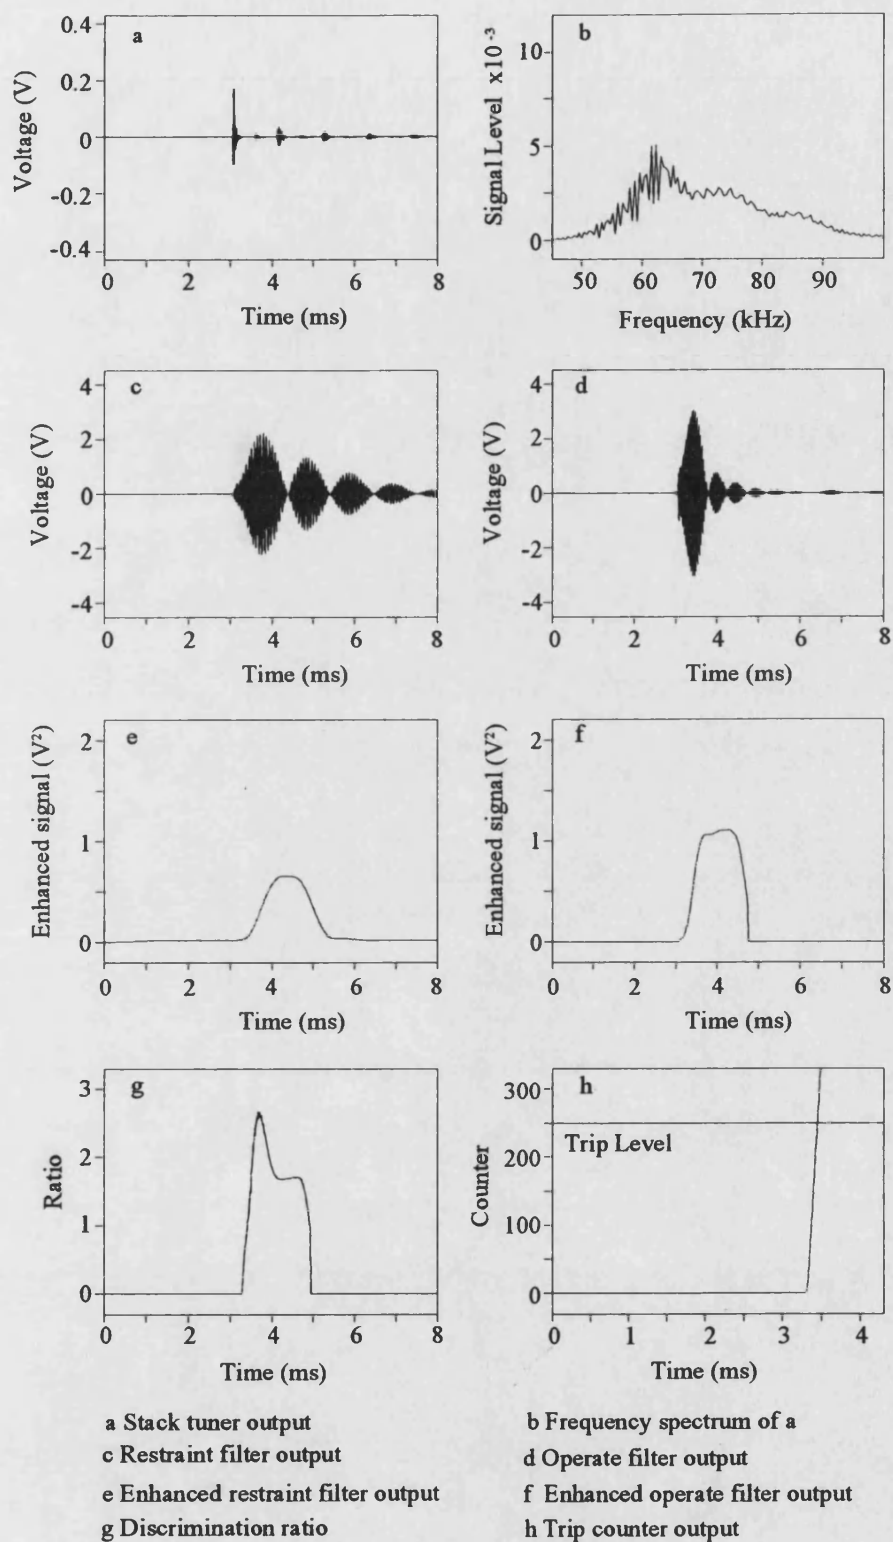 a
Voltage (V)
0.4
0.2
0
-0.2
-0.4
0 2 4 6 8
Time (ms)
b
Signal Level x10⁻³
10
5
0
50 60 70 80 90
Frequency (kHz)
c
Voltage (V)
4
2
0
-2
-4
0 2 4 6 8
Time (ms)
d
Voltage (V)
4
2
0
-2
-4
0 2 4 6 8
Time (ms)
e
Enhanced signal (V²)
2
1
0
0 2 4 6 8
Time (ms)
f
Enhanced signal (V²)
2
1
0
0 2 4 6 8
Time (ms)
g
Ratio
3
2
1
0
0 2 4 6 8
Time (ms)
h
Counter
300
200
100
0
Trip Level
0 1 2 3 4
Time (ms)
a Stack tuner output
b Frequency spectrum of a
c Restraint filter output
d Operate filter output
e Enhanced restraint filter output
f Enhanced operate filter output
g Discrimination ratio
h Trip counter output